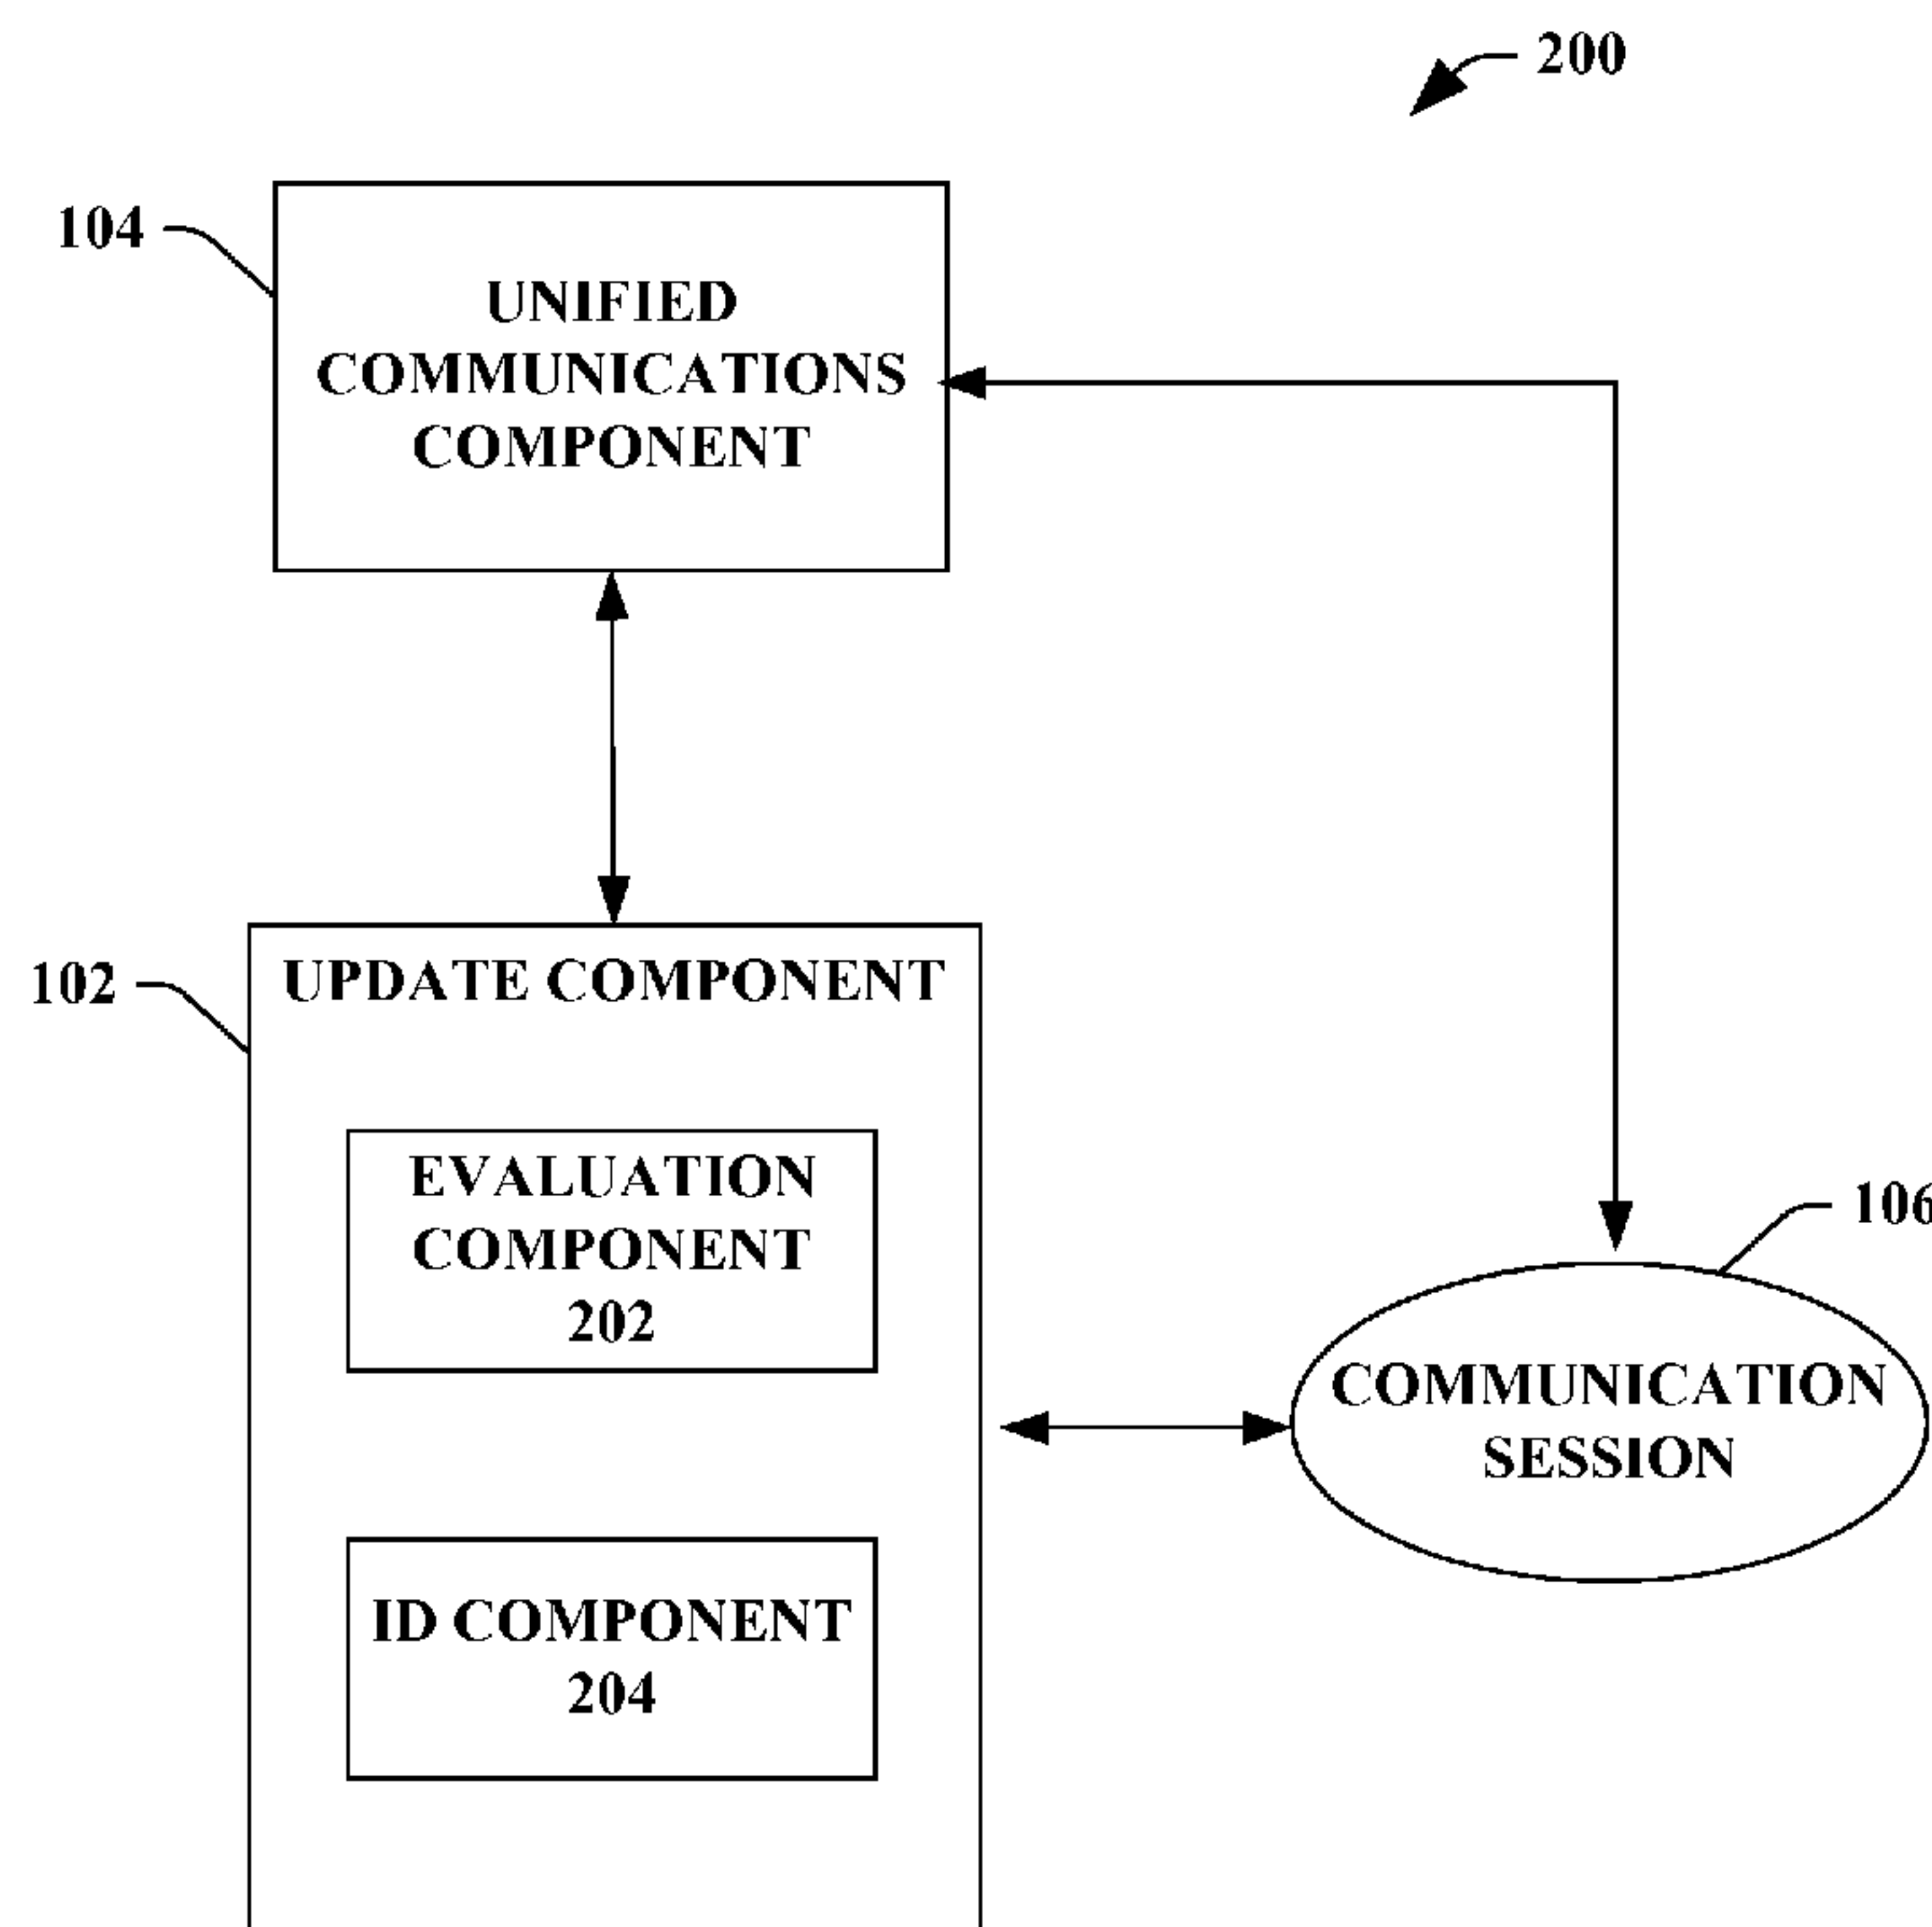 200
104
UNIFIED
COMMUNICATIONS
COMPONENT
102
UPDATE COMPONENT
EVALUATION
COMPONENT
202
106
COMMUNICATION
SESSION
ID COMPONENT
204